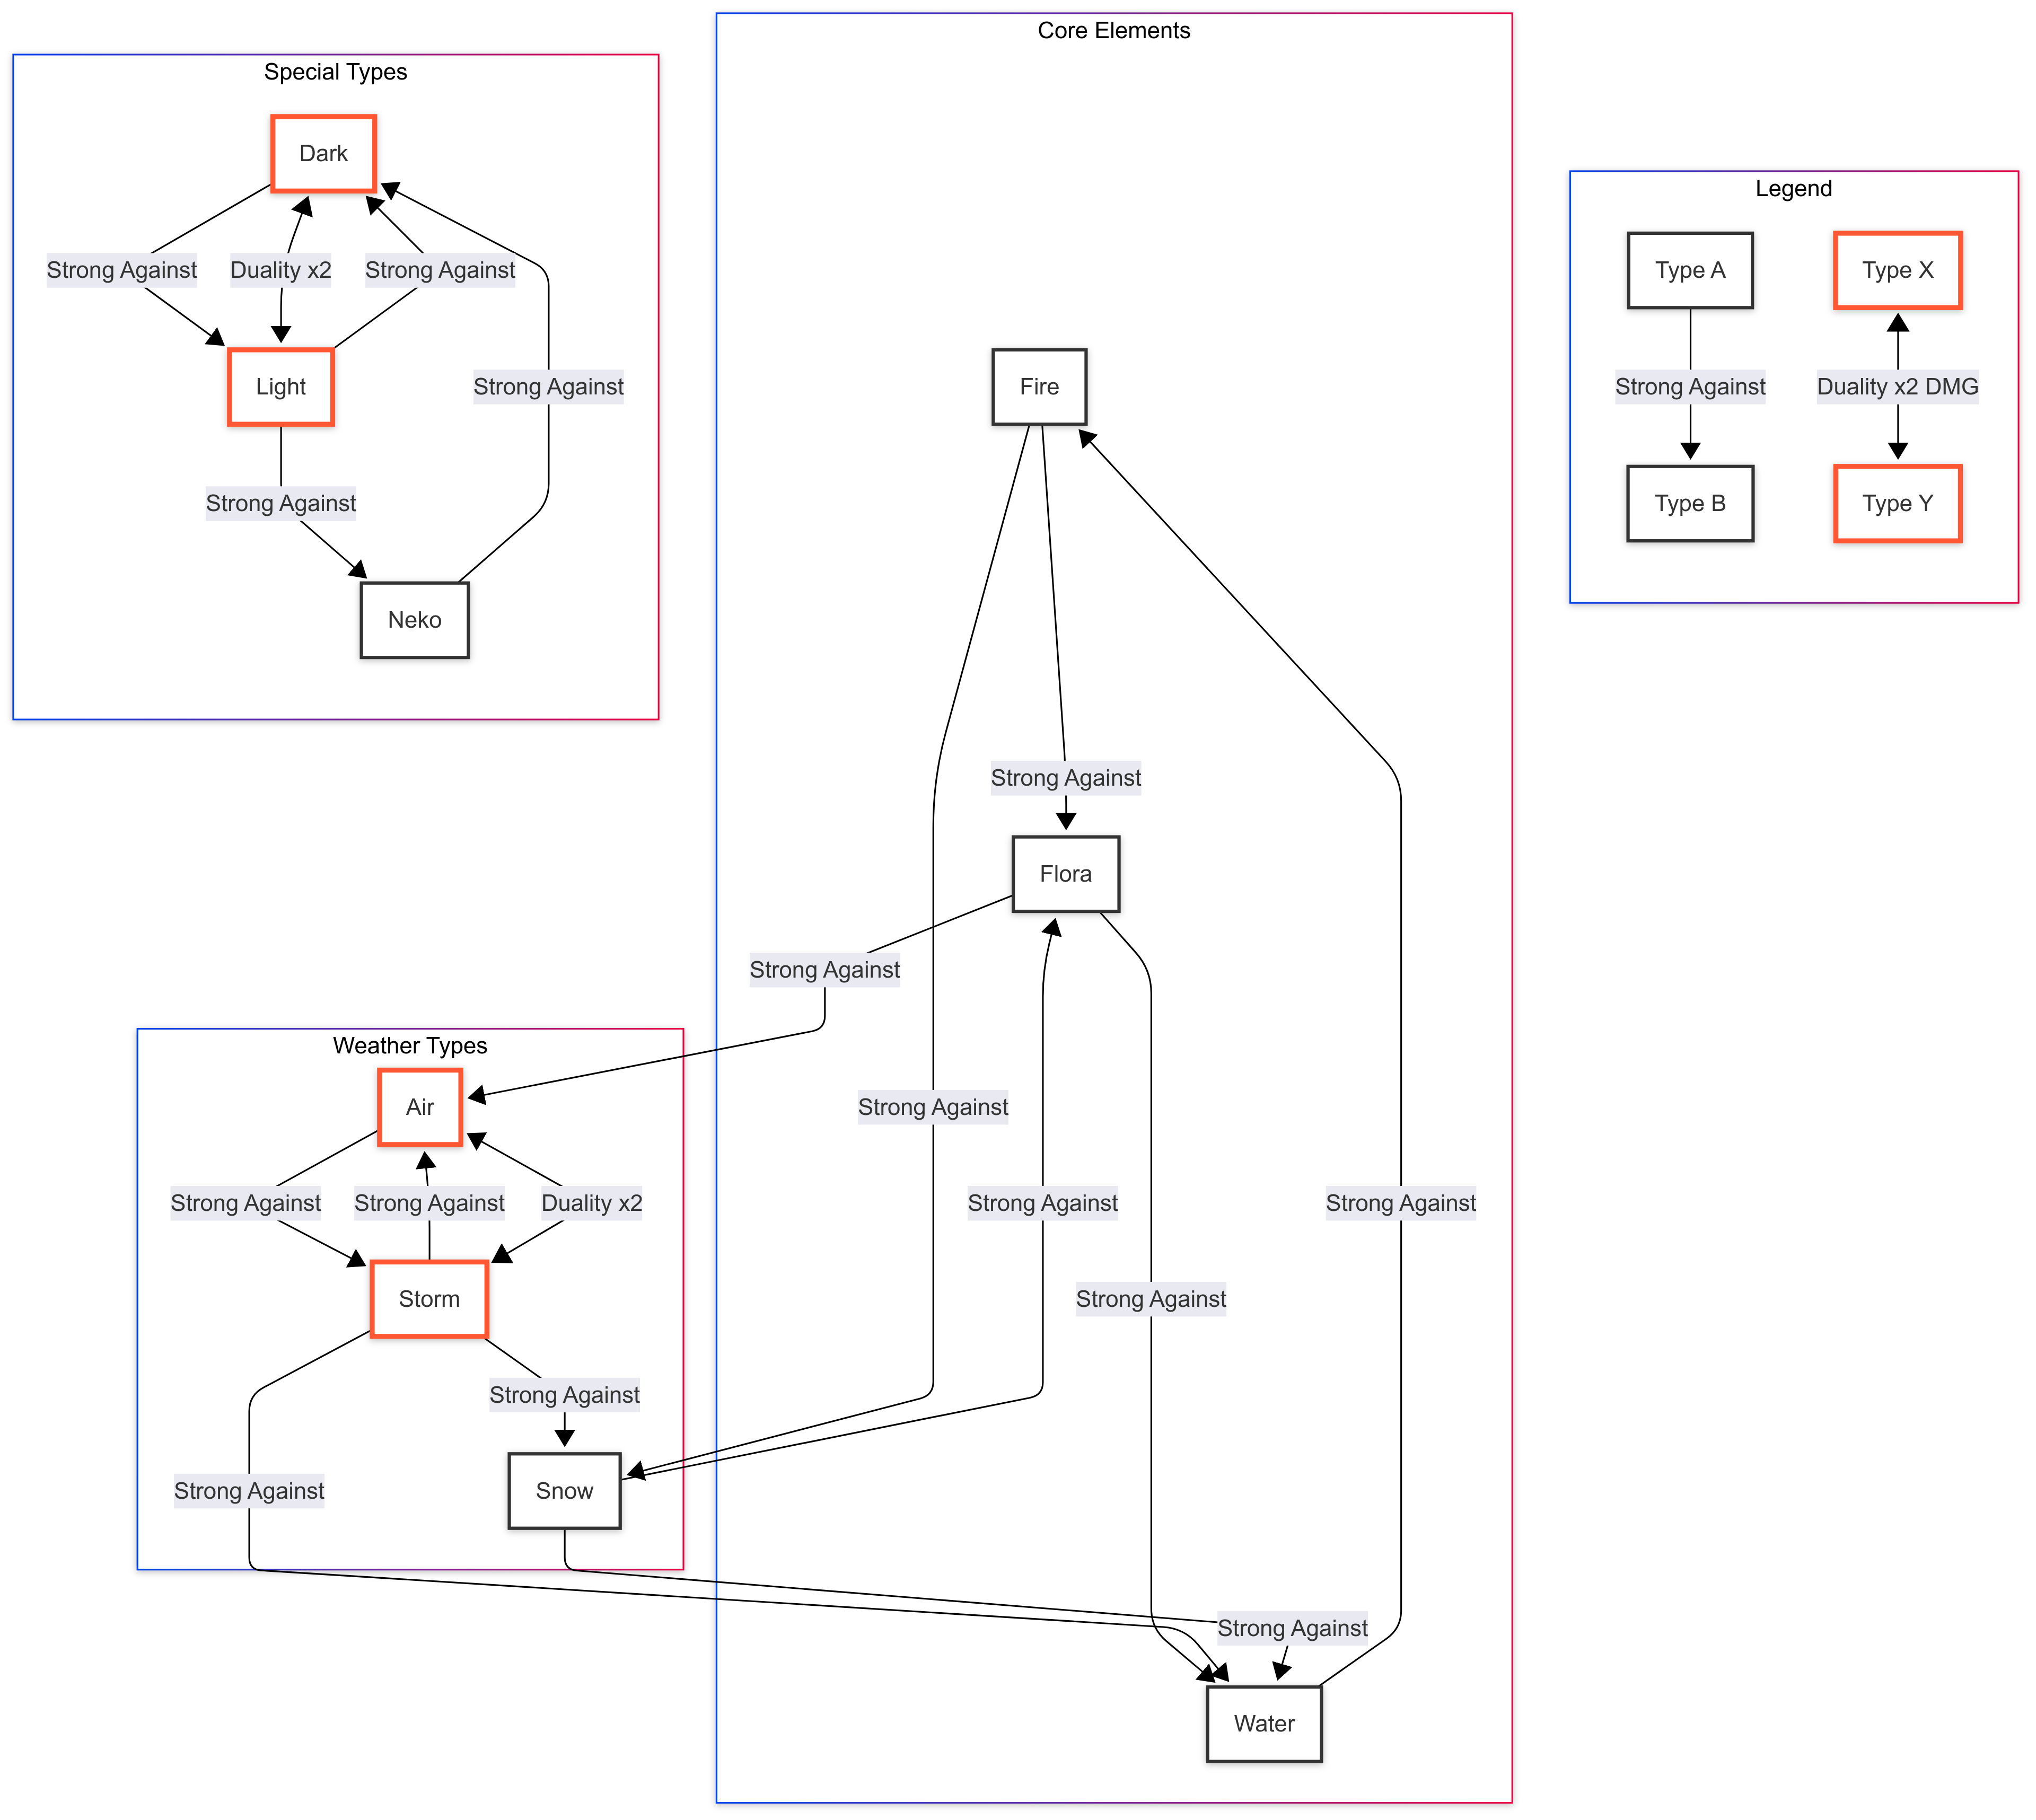 Core Elements
Special Types
Dark
Strong Against
Duality x2
Strong Against
Light
Strong Against
Strong Against
Neko
Legend
Type A
Type X
Strong Against
Duality x2 DMG
Type B
Type Y
Fire
Strong Against
Flora
Strong Against
Weather Types
Air
Strong Against
Strong Against
Strong Against
Duality x2
Strong Against
Strong Against
Storm
Strong Against
Strong Against
Strong Against
Snow
Strong Against
Water